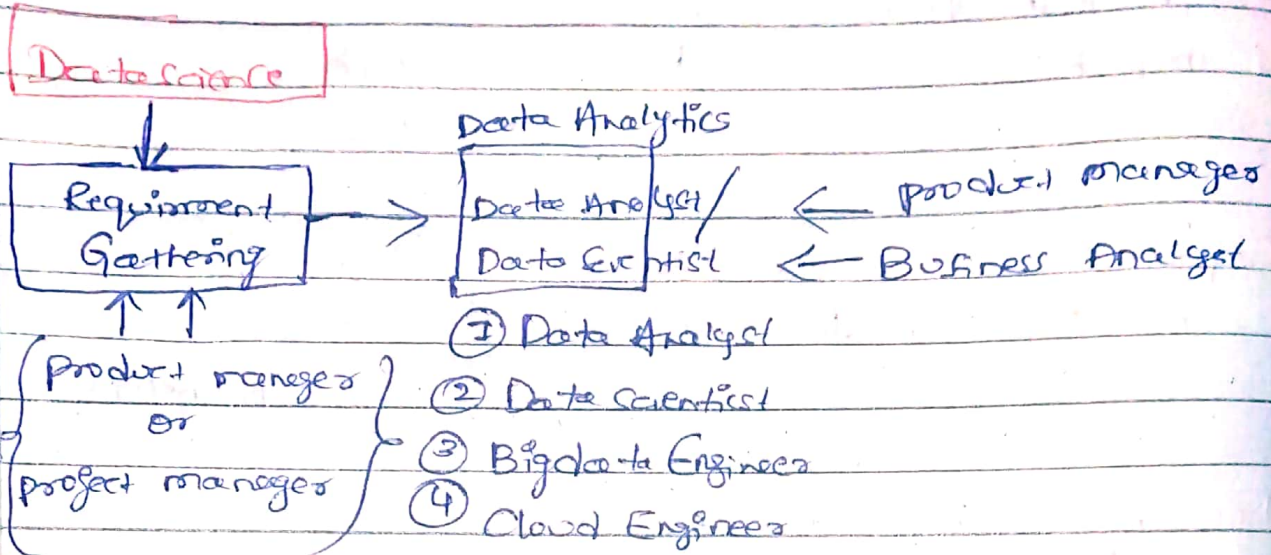 Data Science
Data Analytics
Requirment
Gathering
Data Analyst/
Data Scientist
product manager
Business Analyst
product manager
or
project manager
① Data Analyst
② Data Scientist
③ Bigdata Engineer
④ Cloud Engineer